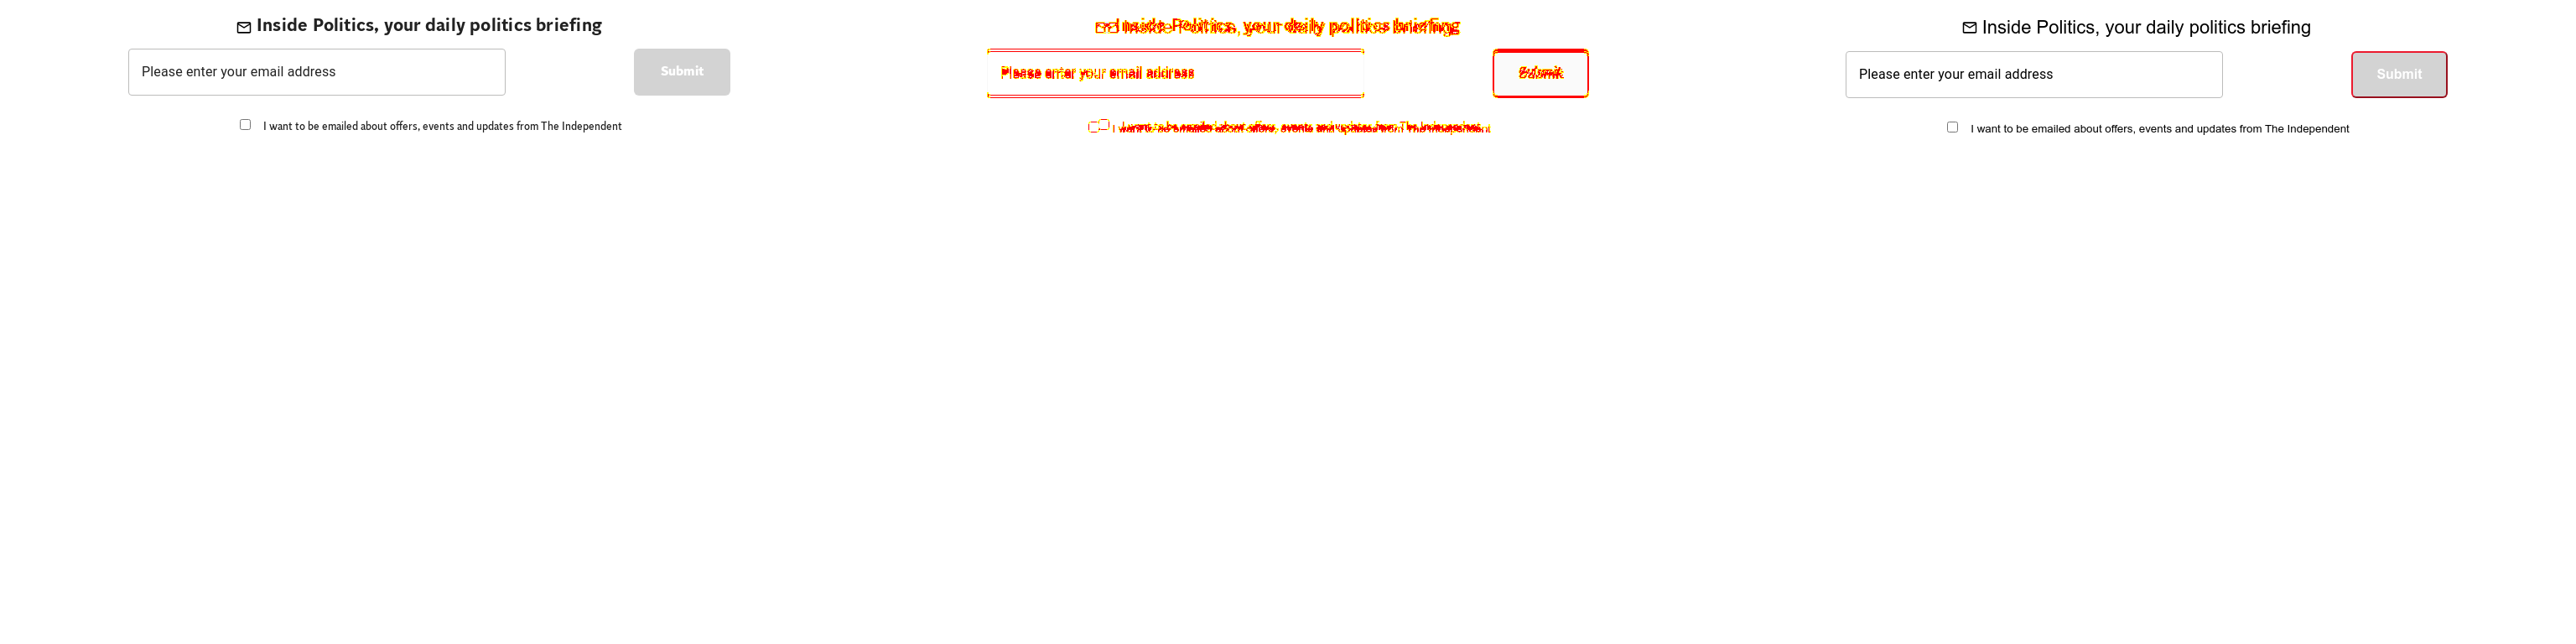 Inside Politics, your daily politics briefing
Please enter your email address
Submit
I want to be emailed about offers, events and updates from The Independent
Inside Politics, your daily politics briefing
Please enter your email address
Submit
I want to be emailed about offers, events and updates from The Independent
Inside Politics, your daily politics briefing
Please enter your email address
Submit
I want to be emailed about offers, events and updates from The Independent